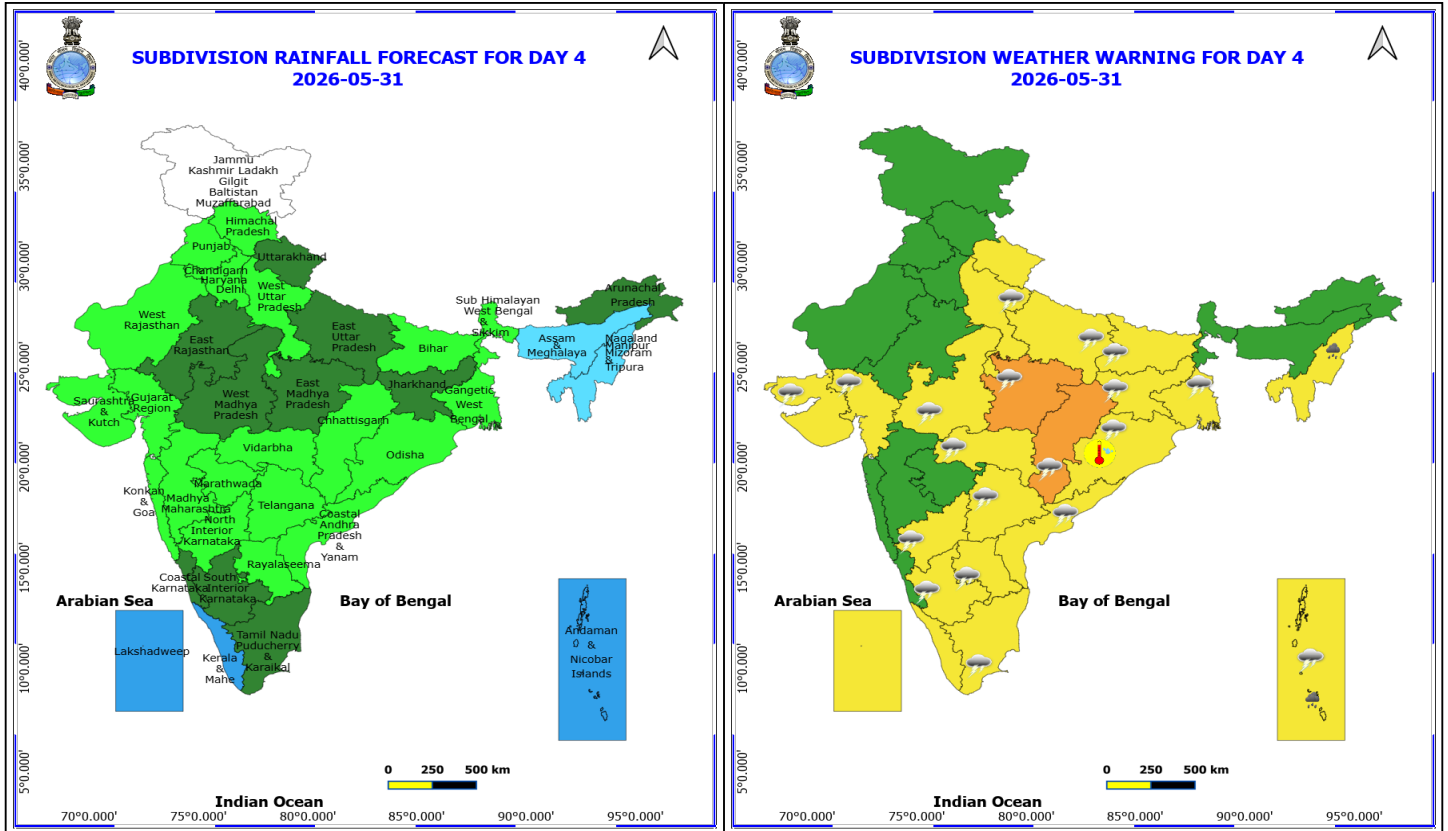 SUBDIVISION RAINFALL FORECAST FOR DAY 4
2026-05-31
40°0.000'
35°0.000'
30°0.000'
25°0.000'
20°0.000'
15°0.000'
10°0.000'
5°0.000'
Jammu
Kashmir Ladakh
Gilgit
Baltistan
Muzaffarabad
Himachal
Pradesh
Punjab
Uttarakhand
Chandigarh
Haryana
Delhi
West
Uttar
Pradesh
Arunachal
Pradesh
West
Rajasthan
Sub Himalayan
West Bengal
&
Sikkim
East
Rajasthan
East
Uttar
Pradesh
Bihar
Assam
&
Meghalaya
Nagaland
Manipur
Mizoram
&
Tripura
Saurashtra
&
Kutch
Gujarat
Region
West
Madhya
Pradesh
East
Madhya
Pradesh
Jharkhand
Gangetic
West
Bengal
Chhattisgarh
Vidarbha
Odisha
Konkan
&
Goa
Madhya
Maharashtra
Marathwada
Telangana
North
Interior
Karnataka
Coastal
Andhra
Pradesh
&
Yanam
Rayalaseema
Coastal
Karnataka
South
Interior
Karnataka
Arabian Sea
Bay of Bengal
Lakshadweep
Kerala
&
Mahe
Tamil Nadu
Puducherry
&
Karaikal
Andaman
&
Nicobar
Islands
0 250 500 km
Indian Ocean
70°0.000' 75°0.000' 80°0.000' 85°0.000' 90°0.000' 95°0.000'
SUBDIVISION WEATHER WARNING FOR DAY 4
2026-05-31
40°0.000'
35°0.000'
30°0.000'
25°0.000'
20°0.000'
15°0.000'
10°0.000'
5°0.000'
Arabian Sea
Bay of Bengal
0 250 500 km
Indian Ocean
70°0.000' 75°0.000' 80°0.000' 85°0.000' 90°0.000' 95°0.000'